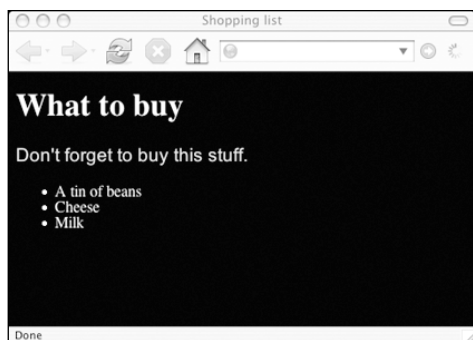 Shopping list
What to buy
Don't forget to buy this stuff.
• A tin of beans
• Cheese
• Milk
Done